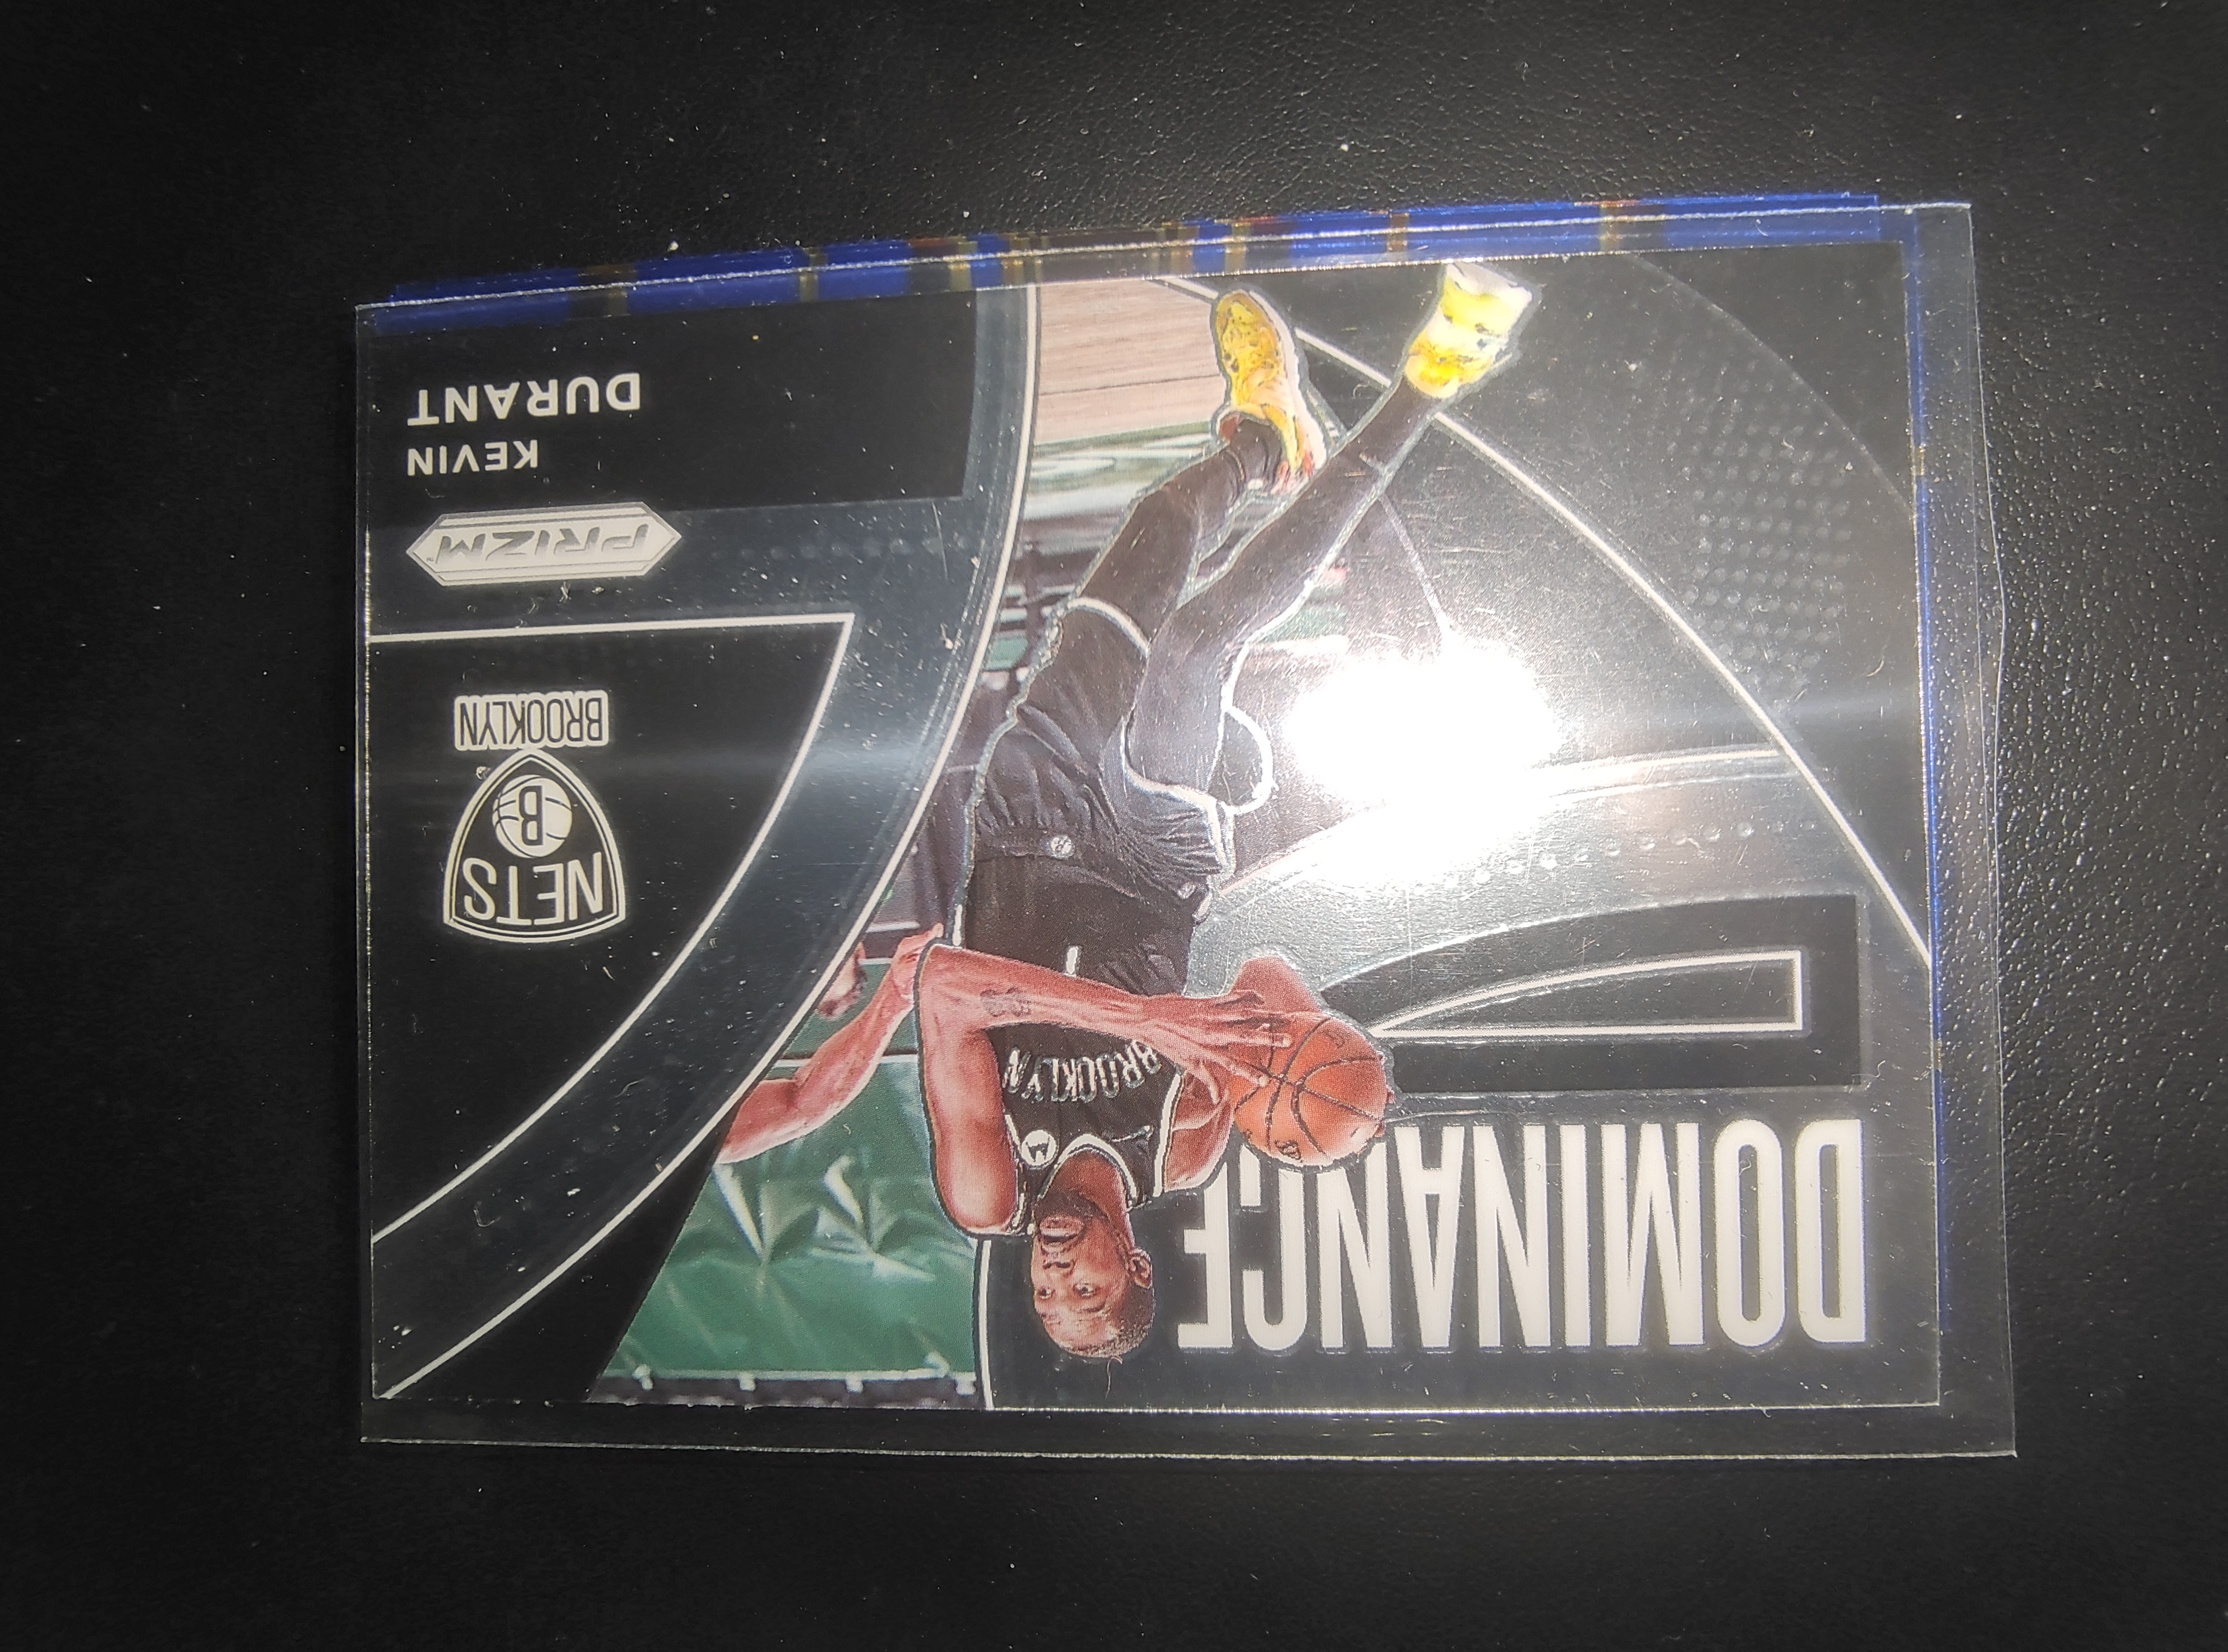 DOMINANCE
BROOKLYN
NETS
B
BROOKLYN
PRIZM
KEVIN
DURANT